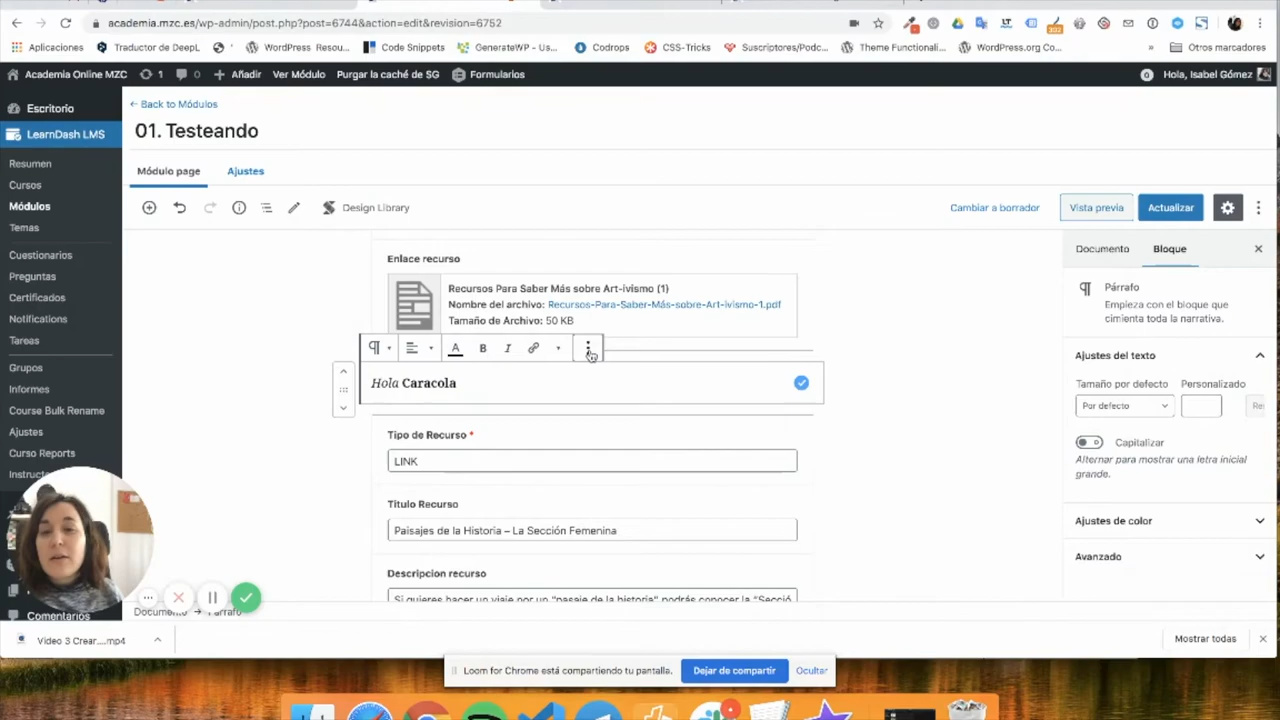 academia.mzc.es/wp-admin/post.php?post=6744&action=edit&revision=6752
Aplicaciones
Traductor de DeepL
WordPress Resou...
Code Snippets
GenerateWP - Us...
Codrops
CSS-Tricks
Suscriptores/Podc...
Theme Functionali...
WordPress.org Co...
»
Otros marcadores
Academia Online MZC
1
0
Añadir
Ver Módulo
Purgar la caché de SG
Formularios
0
Hola, Isabel Gómez
Escritorio
LearnDash LMS
Resumen
Cursos
Módulos
Temas
Cuestionarios
Preguntas
Certificados
Notifications
Tareas
Grupos
Informes
Course Bulk Rename
Ajustes
Curso Reports
Comentarios
← Back to Módulos
01. Testeando
Módulo page
Ajustes
Design Library
Cambiar a borrador
Vista previa
Actualizar
Enlace recurso
Recursos Para Saber Más sobre Art-ivismo (1)
Nombre del archivo: Recursos-Para-Saber-Más-sobre-Art-ivismo-1.pdf
Tamaño de Archivo: 50 KB
A B I
Hola Caracola
Tipo de Recurso *
LINK
Titulo Recurso
Paisajes de la Historia – La Sección Femenina
Descripcion recurso
Si quieres hacer un viaje por un "pasaje de la historia" podrás conocer la "Secció
Documento → Párrafo
Documento
Bloque
Párrafo
Empieza con el bloque que
cimienta toda la narrativa.
Ajustes del texto
Tamaño por defecto
Personalizado
Por defecto
Capitalizar
Alternar para mostrar una letra inicial
grande.
Ajustes de color
Avanzado
Video 3 Crear....mp4
Mostrar todas
Loom for Chrome está compartiendo tu pantalla.
Dejar de compartir
Ocultar